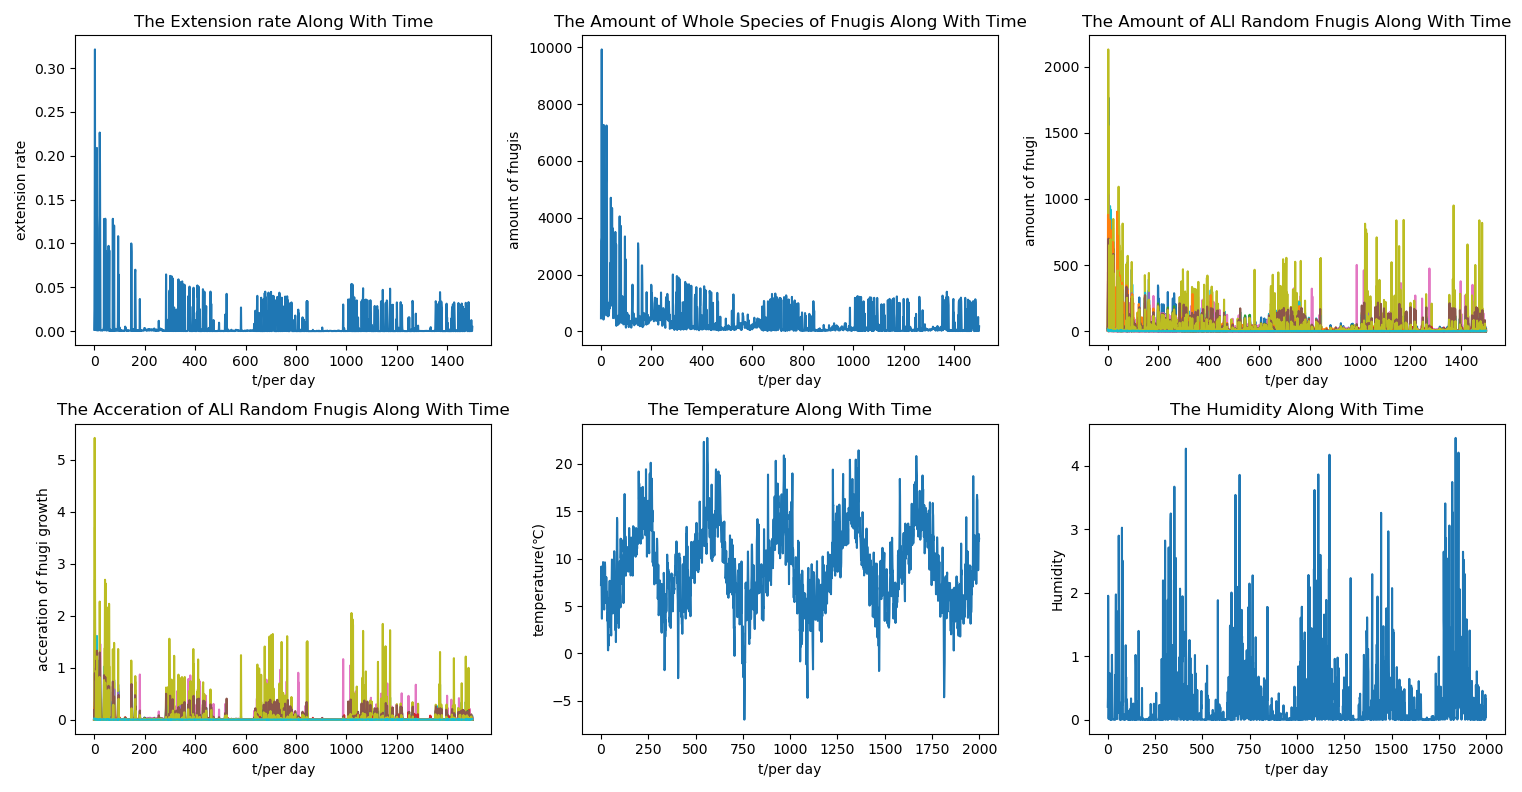 The Extension rate Along With Time
extension rate
0.30
0.25
0.20
0.15
0.10
0.05
0.00
0 200 400 600 800 1000 1200 1400
t/per day
The Amount of Whole Species of Fnugis Along With Time
amount of fnugis
10000
8000
6000
4000
2000
0
0 200 400 600 800 1000 1200 1400
t/per day
The Amount of ALl Random Fnugis Along With Time
amount of fnugi
2000
1500
1000
500
0
0 200 400 600 800 1000 1200 1400
t/per day
The Acceration of ALl Random Fnugis Along With Time
acceration of fnugi growth
5
4
3
2
1
0
0 200 400 600 800 1000 1200 1400
t/per day
The Temperature Along With Time
temperature(℃)
20
15
10
5
0
−5
0 250 500 750 1000 1250 1500 1750 2000
t/per day
The Humidity Along With Time
Humidity
4
3
2
1
0
0 250 500 750 1000 1250 1500 1750 2000
t/per day